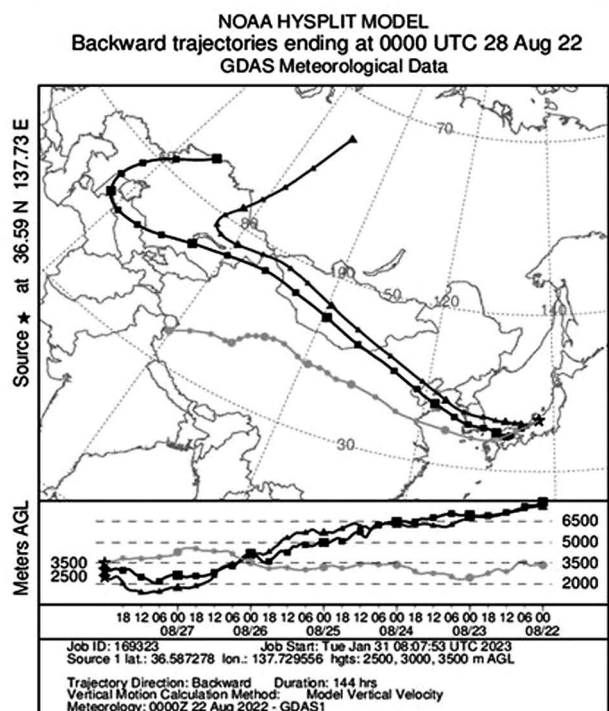 NOAA HYSPLIT MODEL
Backward trajectories ending at 0000 UTC 28 Aug 22
GDAS Meteorological Data
Source ★ at 36.59 N 137.73 E
70
80
100
50
120
140
30
Meters AGL
3500
2500
6500
5000
3500
2000
18 12 06 00 18 12 06 00 18 12 06 00 18 12 06 00 18 12 06 00 18 12 06 00
08/27 08/26 08/25 08/24 08/23 08/22
Job ID: 169323 Job Start: Tue Jan 31 08:07:53 UTC 2023
Source 1 lat.: 36.587278 lon.: 137.729556 hgts: 2500, 3000, 3500 m AGL
Trajectory Direction: Backward Duration: 144 hrs
Vertical Motion Calculation Method: Model Vertical Velocity
Meteorology: 0000Z 22 Aug 2022 - GDAS1